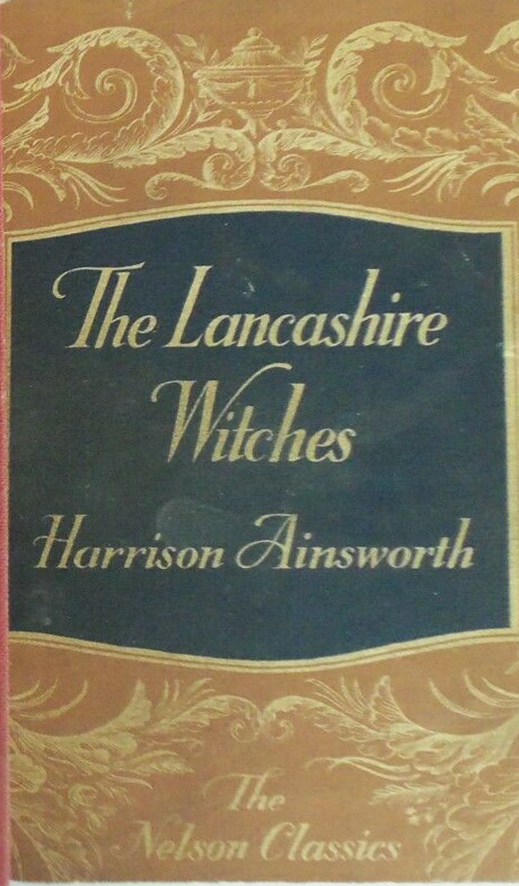 The Lancashire
Witches
Harrison Ainsworth
The
Nelson Classics